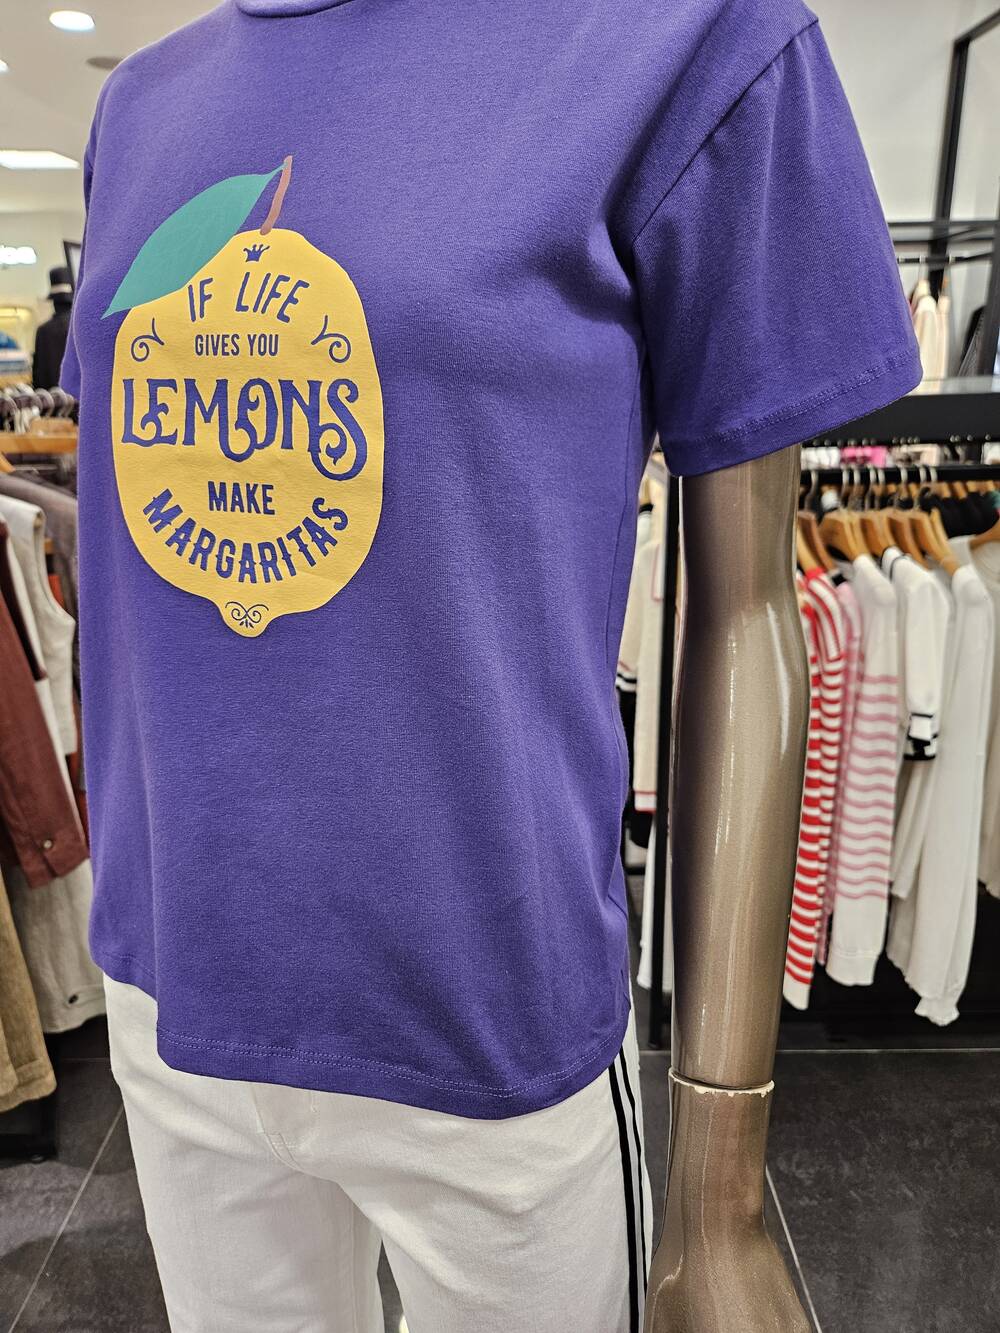 IF LIFE
GIVES YOU
LEMONS
MAKE
MARGARITAS